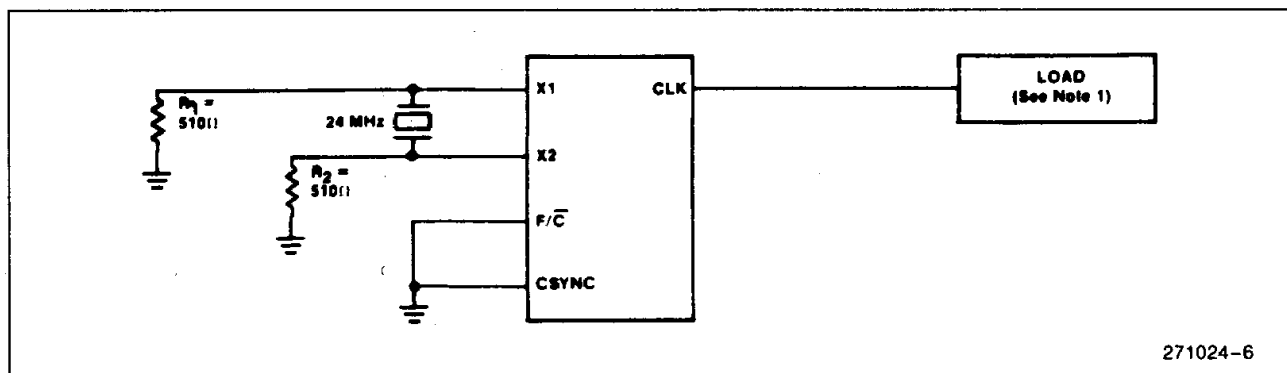 X1
CLK
LOAD
(See Note 1)
R1 =
510Ω
24 MHz
X2
R2 =
510Ω
F/C̅
CSYNC
271024-6